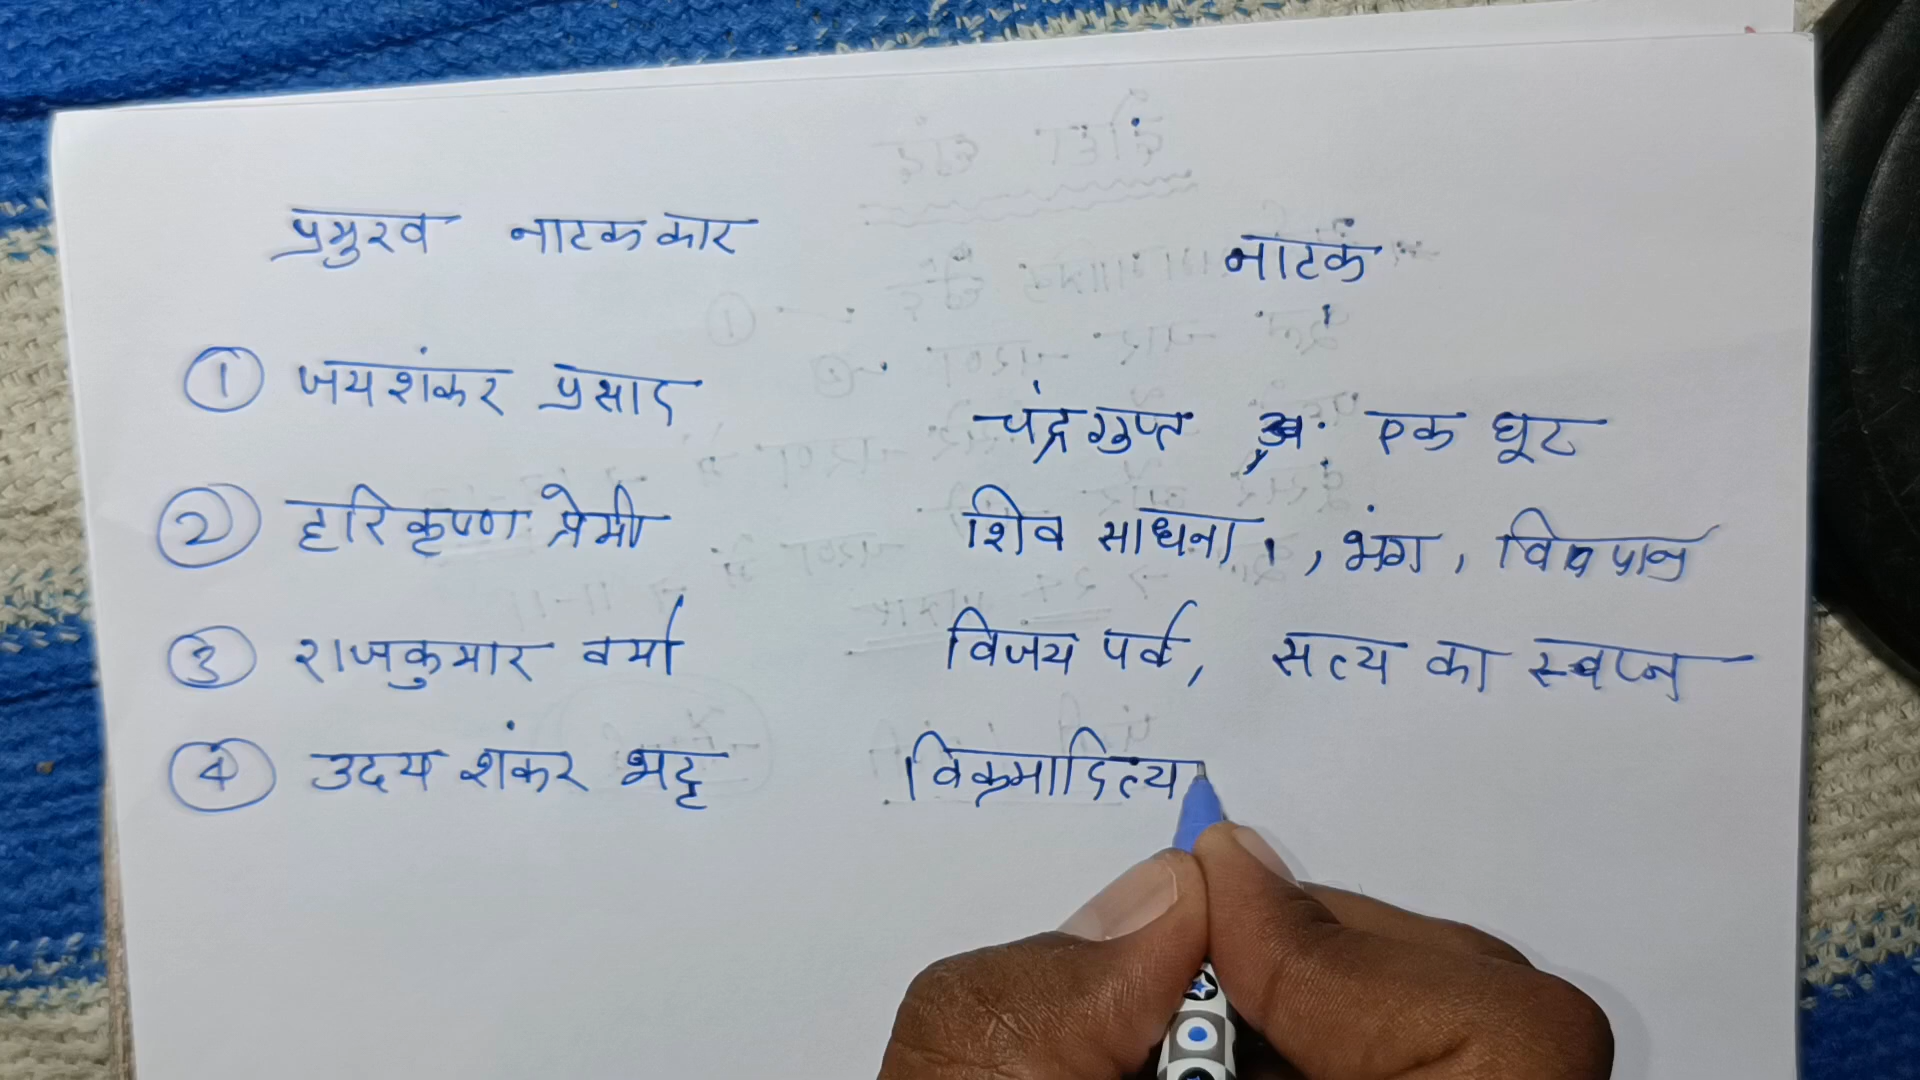 प्रमुख नाटककार नाटक
① जयशंकर प्रसाद चंद्रगुप्त एक घूट
② हरिकृष्ण प्रेमी शिव साधना, भंग, विषपान
③ राजकुमार वर्मा विजय पर्व, सत्य का स्वप्न
④ उदय शंकर भट्ट विक्रमादित्य